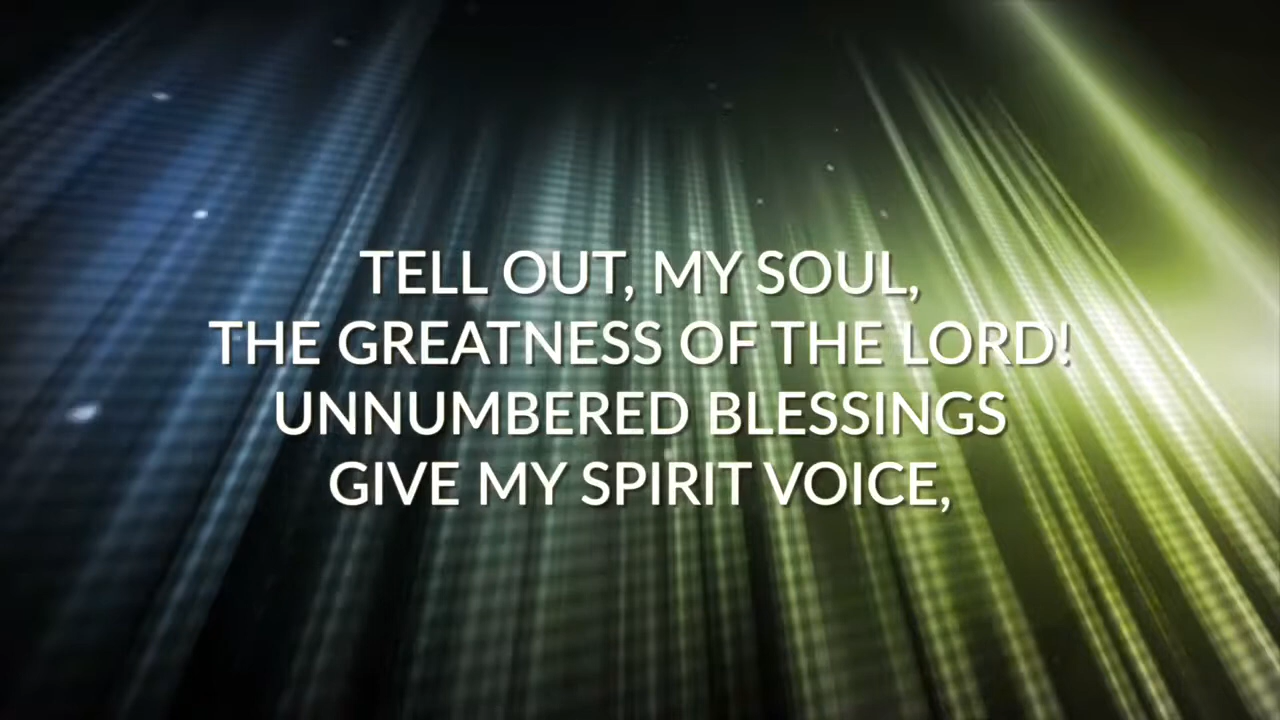 TELL OUT, MY SOUL,
THE GREATNESS OF THE LORD!
UNNUMBERED BLESSINGS
GIVE MY SPIRIT VOICE,